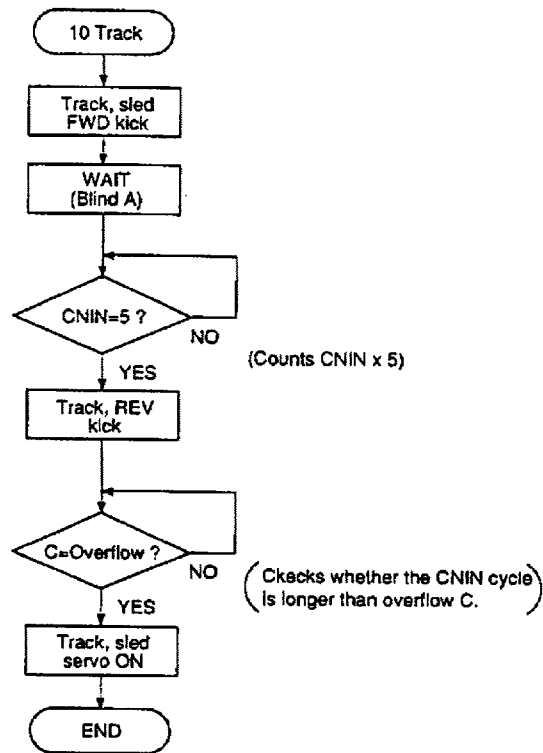 10 Track
Track, sled
FWD kick
WAIT
(Blind A)
CNIN=5 ?
NO
(Counts CNIN x 5)
YES
Track, REV
kick
C=Overflow ?
NO
(Ckecks whether the CNIN cycle
is longer than overflow C.)
YES
Track, sled
servo ON
END